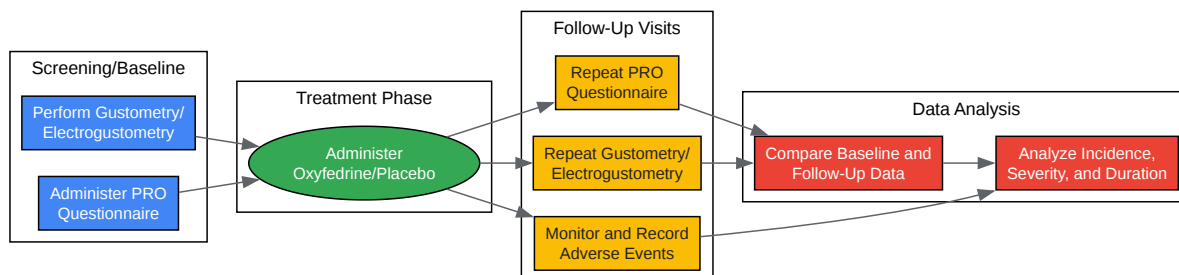 Screening/Baseline
Perform Gustometry/
Electrogustometry
Administer PRO
Questionnaire
Treatment Phase
Administer
Oxyfedrine/Placebo
Follow-Up Visits
Repeat PRO
Questionnaire
Repeat Gustometry/
Electrogustometry
Monitor and Record
Adverse Events
Data Analysis
Compare Baseline and
Follow-Up Data
Analyze Incidence,
Severity, and Duration